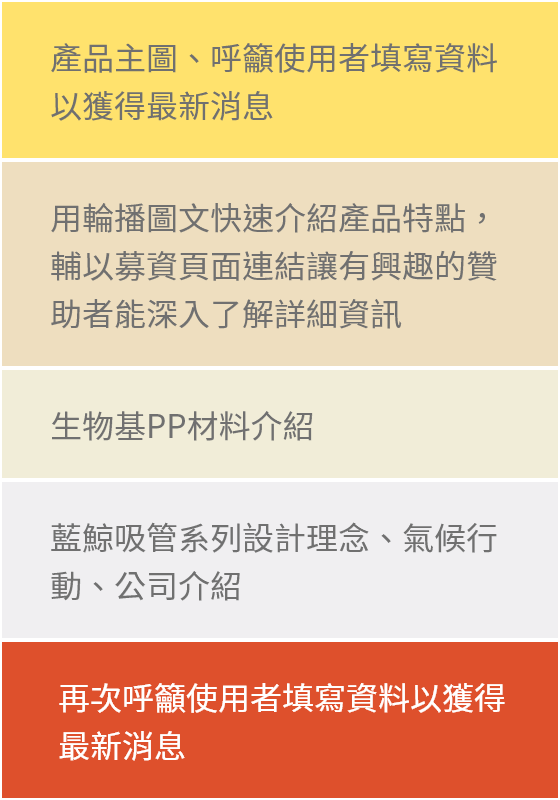 產品主圖、呼籲使用者填寫資料
以獲得最新消息
用輪播圖文快速介紹產品特點，
輔以募資頁面連結讓有興趣的贊
助者能深入了解詳細資訊
生物基PP材料介紹
藍鯨吸管系列設計理念、氣候行
動、公司介紹
再次呼籲使用者填寫資料以獲得
最新消息